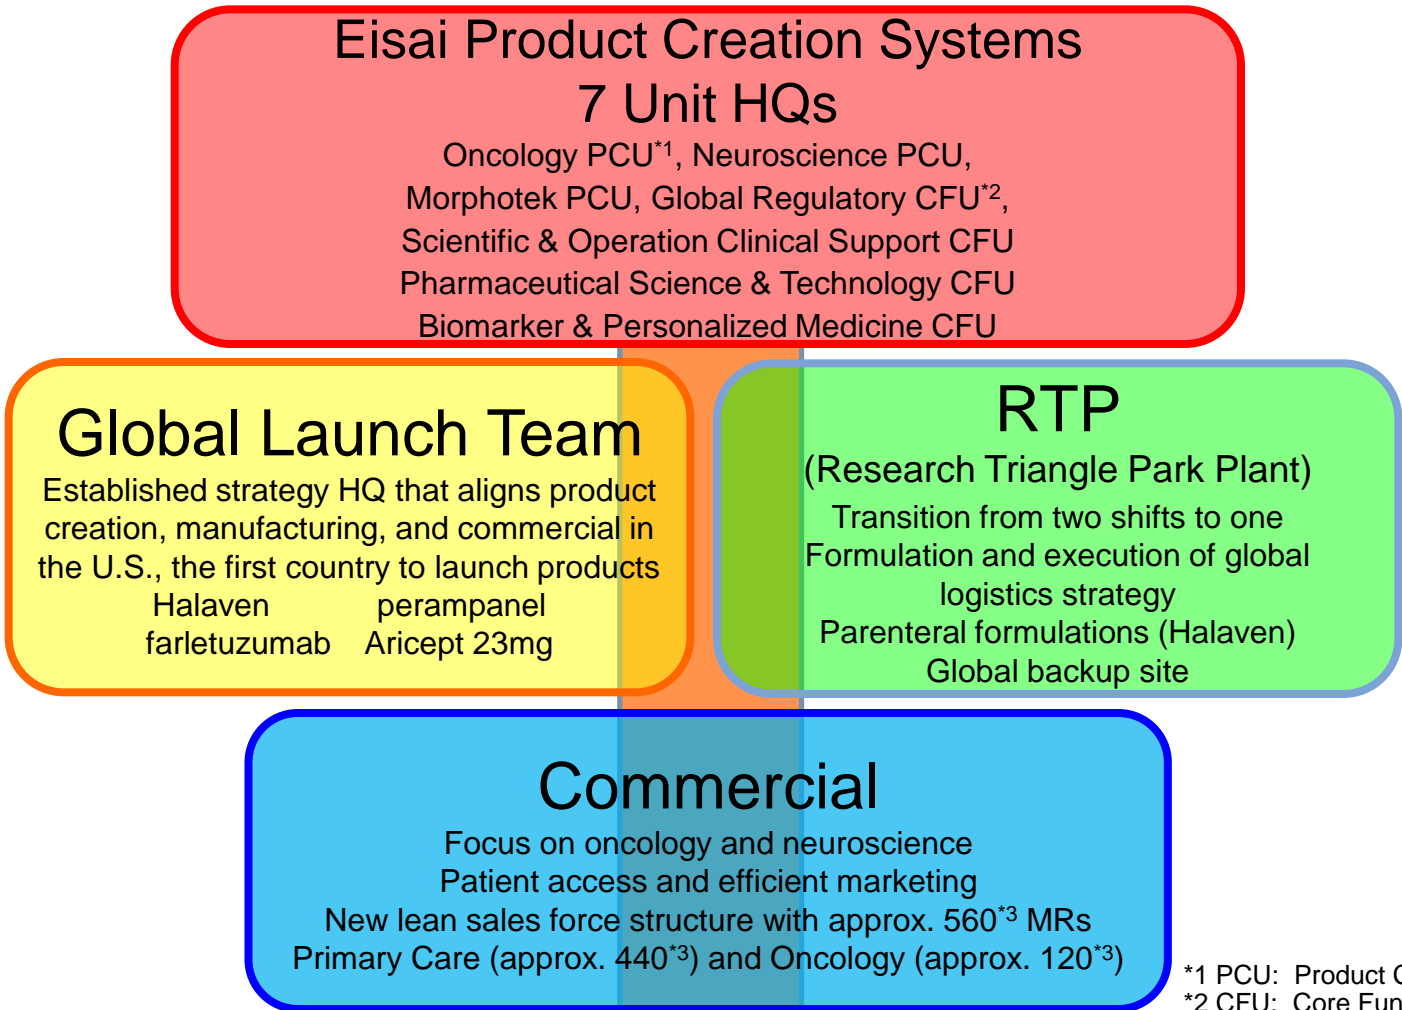 Eisai Product Creation Systems
7 Unit HQs
Oncology PCU*1, Neuroscience PCU,
Morphotek PCU, Global Regulatory CFU*2,
Scientific & Operation Clinical Support CFU
Pharmaceutical Science & Technology CFU
Biomarker & Personalized Medicine CFU
Global Launch Team
Established strategy HQ that aligns product
creation, manufacturing, and commercial in
the U.S., the first country to launch products
Halaven perampanel
farletuzumab Aricept 23mg
RTP
(Research Triangle Park Plant)
Transition from two shifts to one
Formulation and execution of global
logistics strategy
Parenteral formulations (Halaven)
Global backup site
Commercial
Focus on oncology and neuroscience
Patient access and efficient marketing
New lean sales force structure with approx. 560*3 MRs
Primary Care (approx. 440*3) and Oncology (approx. 120*3)
*1 PCU: Product
*2 CFU: Core